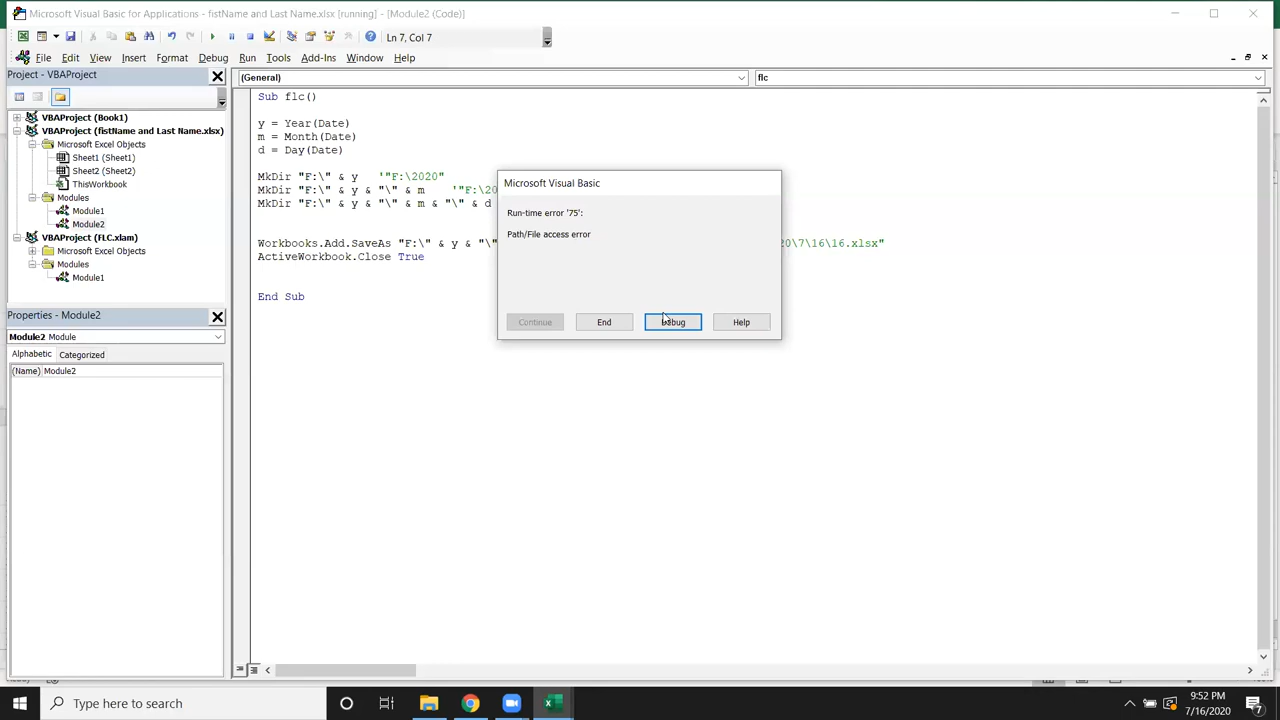 Microsoft Visual Basic for Applications - fistName and Last Name.xlsx [running] - [Module2 (Code)]
Ln 7, Col 7
File Edit View Insert Format Debug Run Tools Add-Ins Window Help
Project - VBAProject
(General)
flc
VBAProject (Book1)
VBAProject (fistName and Last Name.xlsx)
Microsoft Excel Objects
Sheet1 (Sheet1)
Sheet2 (Sheet2)
ThisWorkbook
Modules
Module1
Module2
VBAProject (FLC.xlam)
Microsoft Excel Objects
Modules
Module1
Properties - Module2
Module2 Module
Alphabetic Categorized
(Name) Module2
Sub flc()
y = Year(Date)
m = Month(Date)
d = Day(Date)
MkDir "F:\" & y '"F:\2020"
MkDir "F:\" & y & "\" & m '"F:\20
MkDir "F:\" & y & "\" & m & "\" & d
Workbooks.Add.SaveAs "F:\" & y & "\" 20\7\16\16.xlsx"
ActiveWorkbook.Close True
End Sub
Microsoft Visual Basic
Run-time error '75':
Path/File access error
Continue End Debug Help
Type here to search
9:52 PM
7/16/2020
7